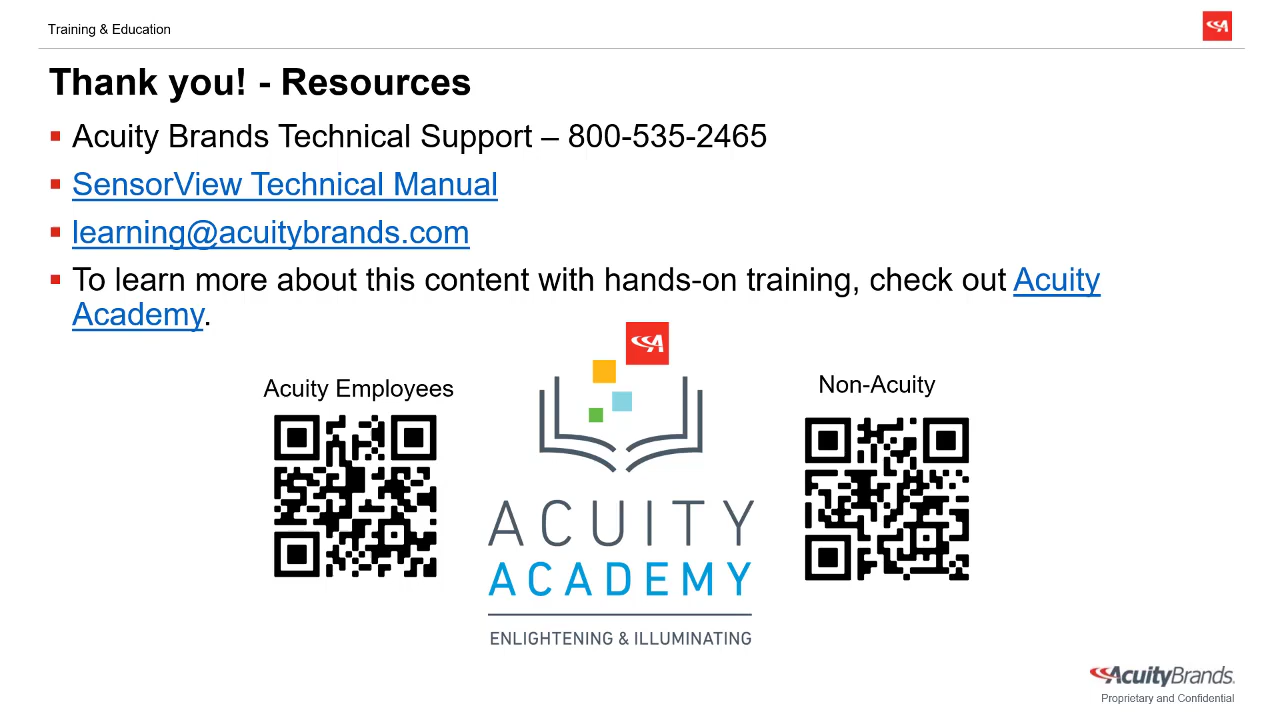 Training & Education
Thank you! - Resources
Acuity Brands Technical Support – 800-535-2465
SensorView Technical Manual
learning@acuitybrands.com
To learn more about this content with hands-on training, check out Acuity
Academy.
Acuity Employees
Non-Acuity
ACUITY
ACADEMY
ENLIGHTENING & ILLUMINATING
AcuityBrands.
Proprietary and Confidential